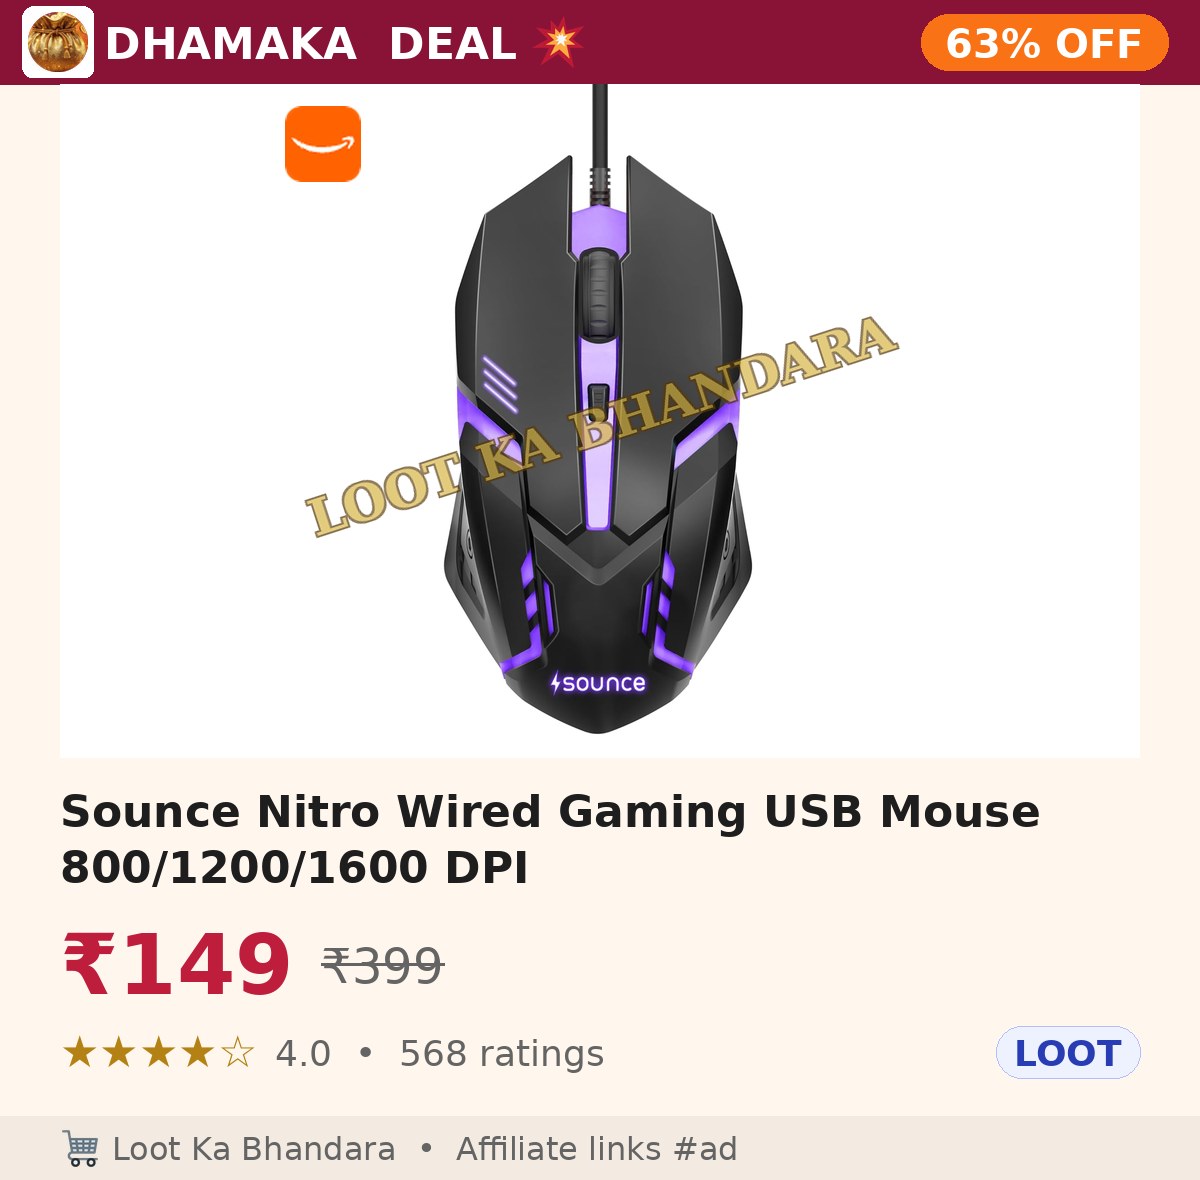 DHAMAKA DEAL 💥
63% OFF
LOOT KA BHANDARA
sounce
Sounce Nitro Wired Gaming USB Mouse
800/1200/1600 DPI
₹149 ₹399
★★★★☆ 4.0 • 568 ratings
LOOT
🛒 Loot Ka Bhandara • Affiliate links #ad